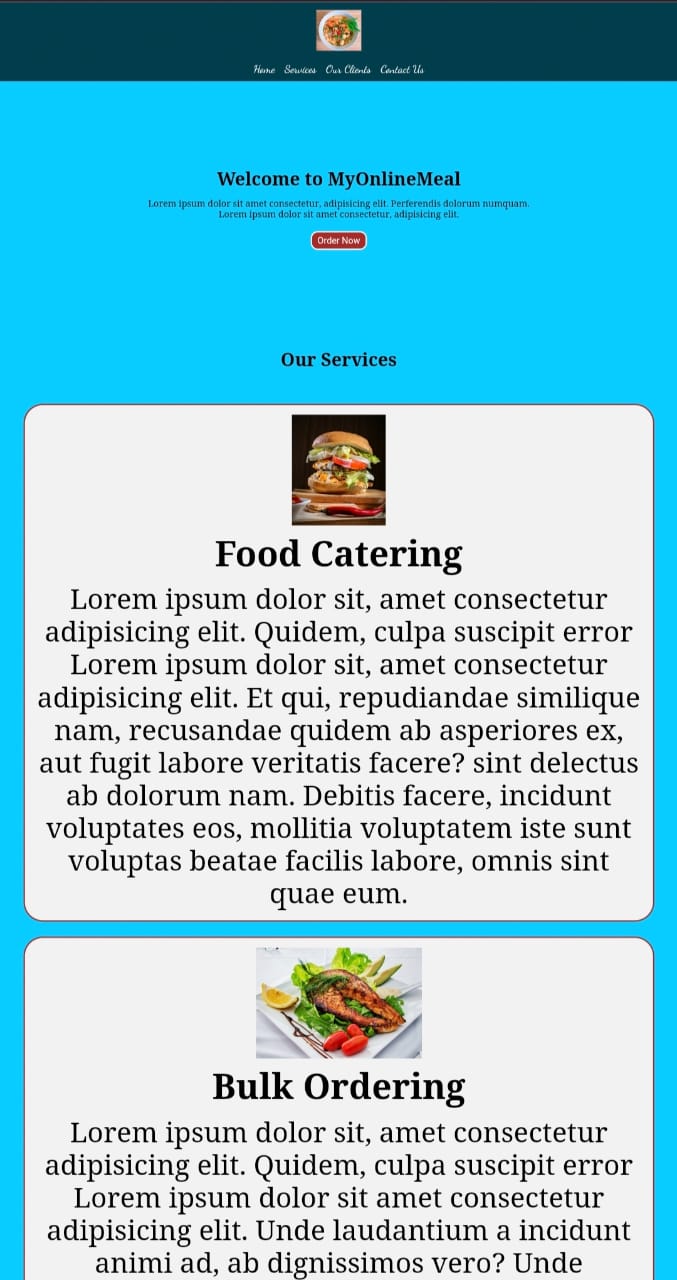 Home Services Our Clients Contact Us
Welcome to MyOnlineMeal
Lorem ipsum dolor sit amet consectetur, adipisicing elit. Perferendis dolorum numquam.
Lorem ipsum dolor sit amet consectetur, adipisicing elit.
Order Now
Our Services
Food Catering
Lorem ipsum dolor sit, amet consectetur
adipisicing elit. Quidem, culpa suscipit error
Lorem ipsum dolor sit, amet consectetur
adipisicing elit. Et qui, repudiandae similique
nam, recusandae quidem ab asperiores ex,
aut fugit labore veritatis facere? sint delectus
ab dolorum nam. Debitis facere, incidunt
voluptates eos, mollitia voluptatem iste sunt
voluptas beatae facilis labore, omnis sint
quae eum.
Bulk Ordering
Lorem ipsum dolor sit, amet consectetur
adipisicing elit. Quidem, culpa suscipit error
Lorem ipsum dolor sit amet consectetur
adipisicing elit. Unde laudantium a incidunt
animi ad, ab dignissimos vero? Unde